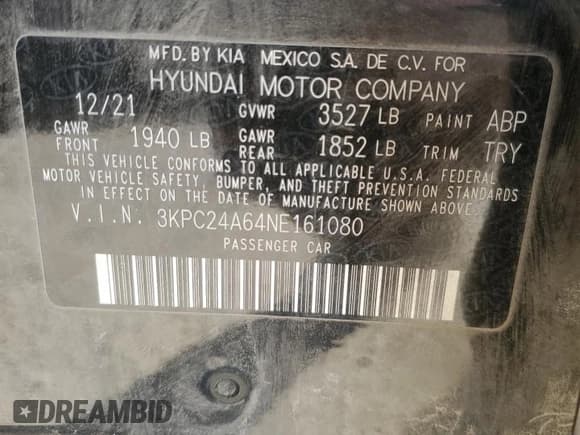 MFD. BY KIA MEXICO S.A. DE C.V. FOR
HYUNDAI MOTOR COMPANY
12/21 GVWR 3527 LB PAINT ABP
GAWR FRONT 1940 LB GAWR REAR 1852 LB TRIM TRY
THIS VEHICLE CONFORMS TO ALL APPLICABLE U.S.A. FEDERAL
MOTOR VEHICLE SAFETY, BUMPER, AND THEFT PREVENTION STANDARDS
IN EFFECT ON THE DATE OF MANUFACTURE SHOWN ABOVE.
V.I.N. 3KPC24A64NE161080
PASSENGER CAR
DREAMBID